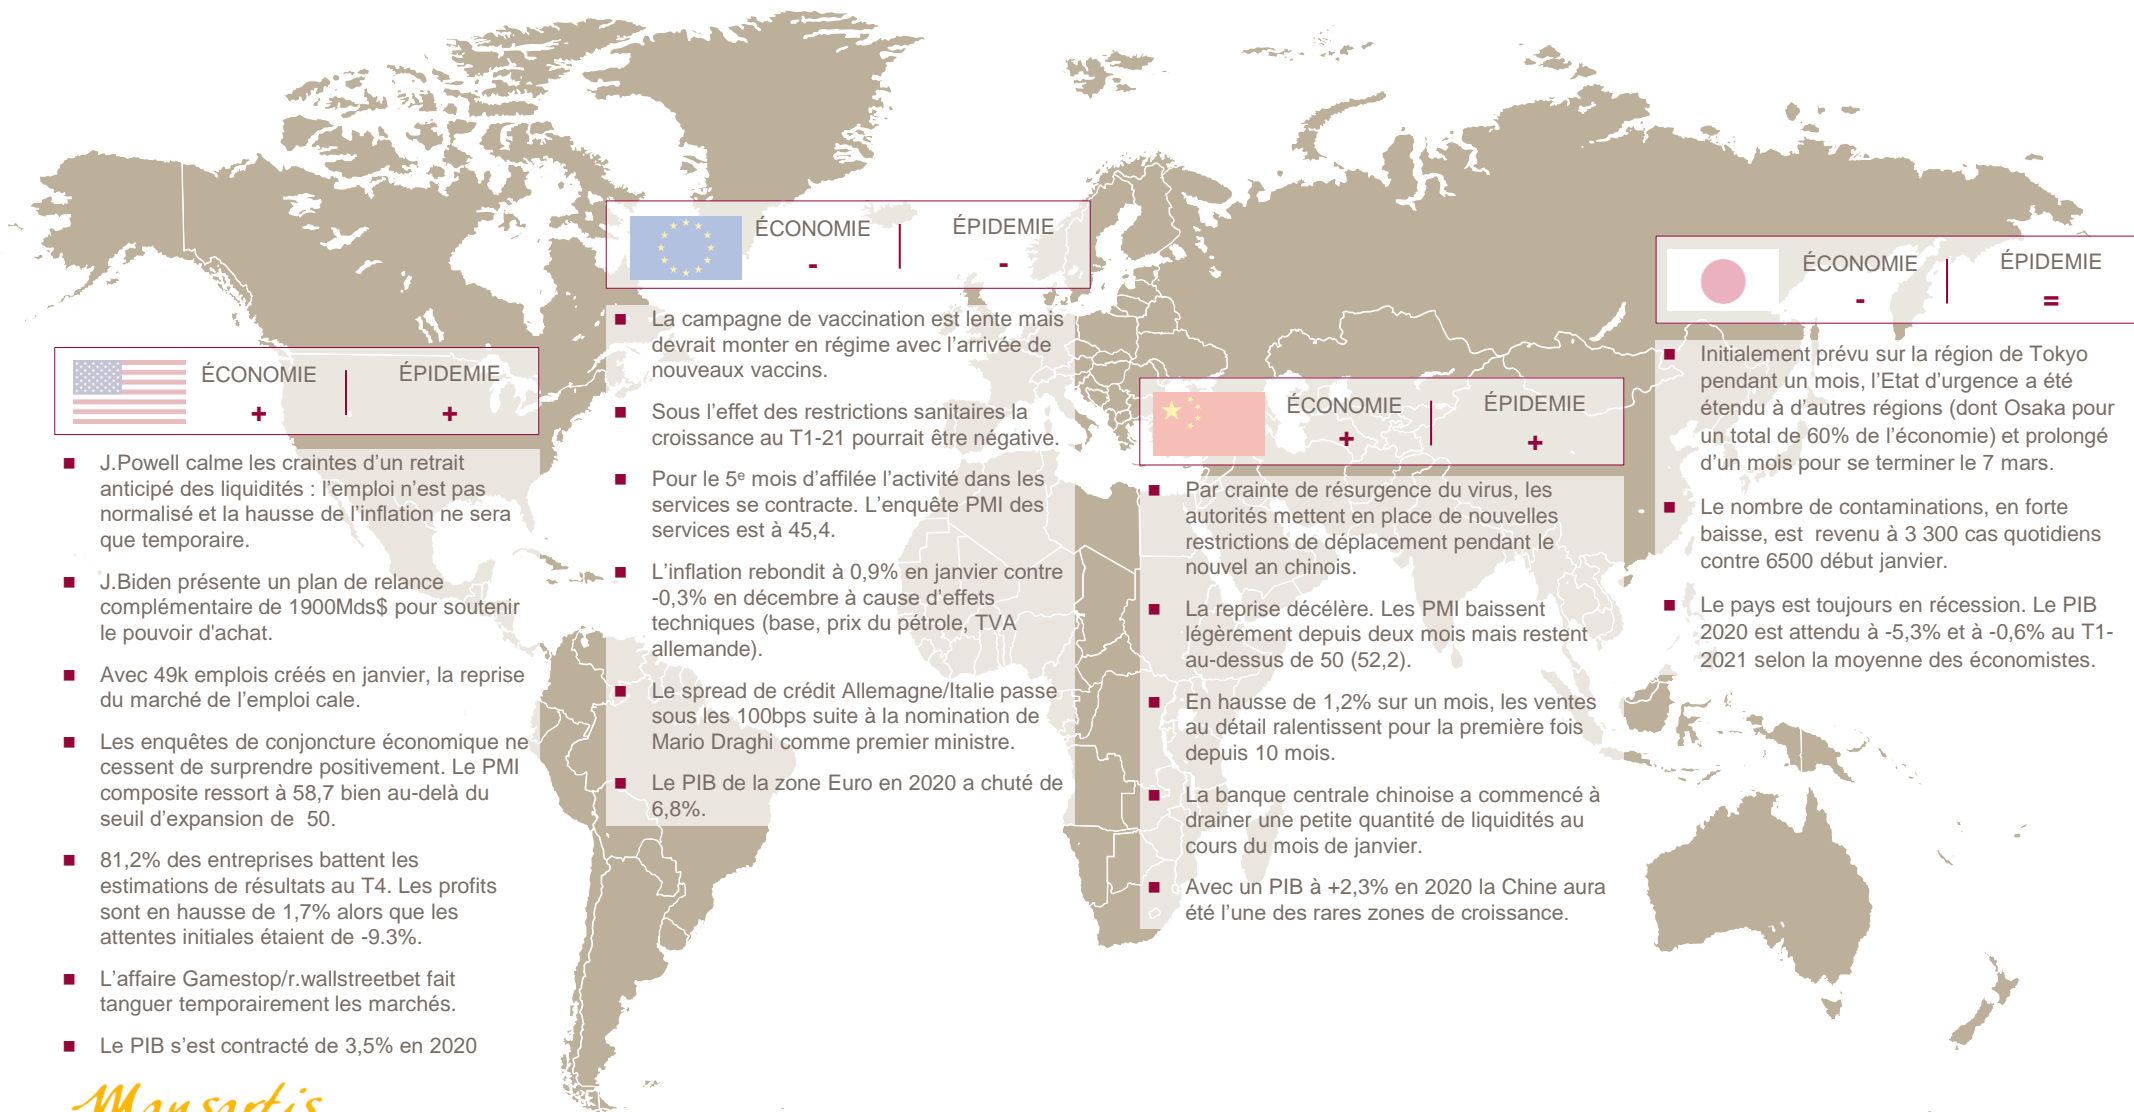 ÉCONOMIE
ÉPIDEMIE
+
+
J.Powell calme les craintes d'un retrait
anticipé des liquidités : l'emploi n'est pas
normalisé et la hausse de l'inflation ne sera
que temporaire.
J.Biden présente un plan de relance
complémentaire de 1900Mds$ pour soutenir
le pouvoir d'achat.
Avec 49k emplois créés en janvier, la reprise
du marché de l'emploi cale.
Les enquêtes de conjoncture économique ne
cessent de surprendre positivement. Le PMI
composite ressort à 58,7 bien au-delà du
seuil d'expansion de 50.
81,2% des entreprises battent les
estimations de résultats au T4. Les profits
sont en hausse de 1,7% alors que les
attentes initiales étaient de -9.3%.
L'affaire Gamestop/r.wallstreetbet fait
tanguer temporairement les marchés.
Le PIB s'est contracté de 3,5% en 2020
Mansartis
ÉCONOMIE
ÉPIDEMIE
-
-
La campagne de vaccination est lente mais
devrait monter en régime avec l'arrivée de
nouveaux vaccins.
Sous l'effet des restrictions sanitaires la
croissance au T1-21 pourrait être négative.
Pour le 5e mois d'affilée l'activité dans les
services se contracte. L'enquête PMI des
services est à 45,4.
L'inflation rebondit à 0,9% en janvier contre
-0,3% en décembre à cause d'effets
techniques (base, prix du pétrole, TVA
allemande).
Le spread de crédit Allemagne/Italie passe
sous les 100bps suite à la nomination de
Mario Draghi comme premier ministre.
Le PIB de la zone Euro en 2020 a chuté de
6,8%.
ÉCONOMIE
ÉPIDEMIE
+
+
Par crainte de résurgence du virus, les
autorités mettent en place de nouvelles
restrictions de déplacement pendant le
nouvel an chinois.
La reprise décélère. Les PMI baissent
légèrement depuis deux mois mais restent
au-dessus de 50 (52,2).
En hausse de 1,2% sur un mois, les ventes
au détail ralentissent pour la première fois
depuis 10 mois.
La banque centrale chinoise a commencé à
drainer une petite quantité de liquidités au
cours du mois de janvier.
Avec un PIB à +2,3% en 2020 la Chine aura
été l'une des rares zones de croissance.
ÉCONOMIE
ÉPIDEMIE
-
=
Initialement prévu sur la région de Tokyo
pendant un mois, l'Etat d'urgence a été
étendu à d'autres régions (dont Osaka pour
un total de 60% de l'économie) et prolongé
d'un mois pour se terminer le 7 mars.
Le nombre de contaminations, en forte
baisse, est revenu à 3 300 cas quotidiens
contre 6500 début janvier.
Le pays est toujours en récession. Le PIB
2020 est attendu à -5,3% et à -0,6% au T1-
2021 selon la moyenne des économistes.